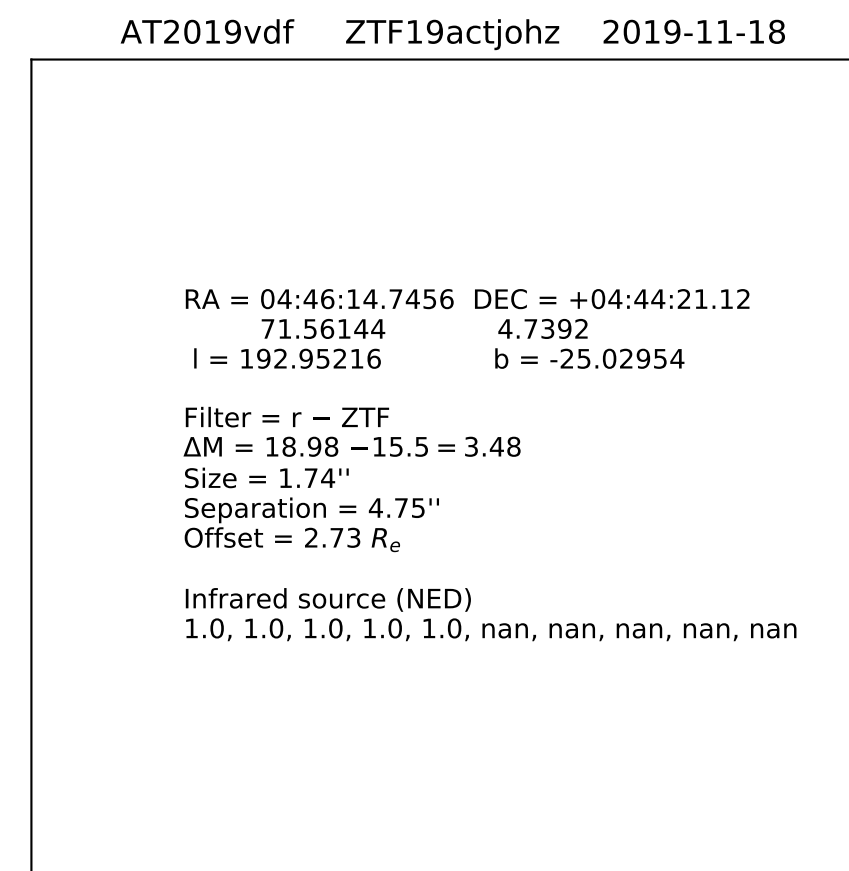 AT2019vdf ZTF19actjohz 2019-11-18
RA = 04:46:14.7456 DEC = +04:44:21.12
71.56144 4.7392
l = 192.95216 b = -25.02954
Filter = r − ZTF
ΔM = 18.98 −15.5 = 3.48
Size = 1.74''
Separation = 4.75''
Offset = 2.73 Re
Infrared source (NED)
1.0, 1.0, 1.0, 1.0, 1.0, nan, nan, nan, nan, nan